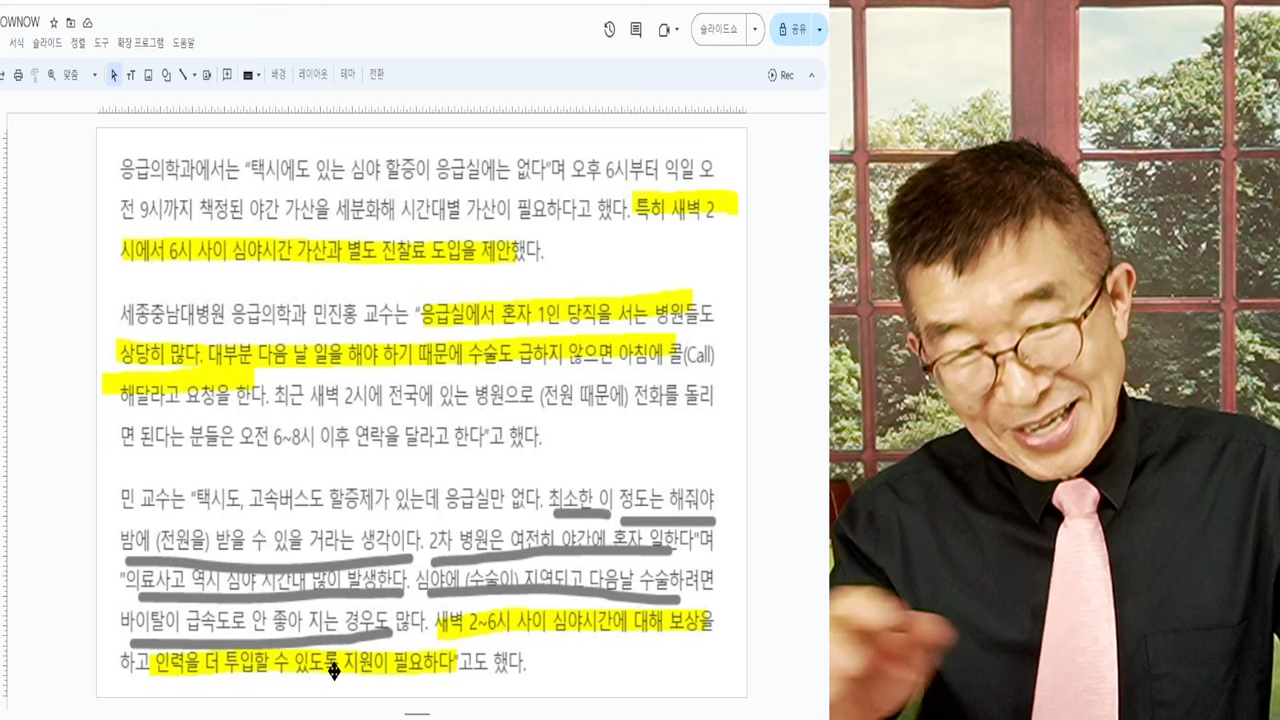 OWNOW
서식 슬라이드 정렬 도구 확장 프로그램 도움말
슬라이드쇼
공유
맞춤
배경 레이아웃 테마 전환
Rec
응급의학과에서는 “택시에도 있는 심야 할증이 응급실에는 없다”며 오후 6시부터 익일 오
전 9시까지 책정된 야간 가산을 세분화해 시간대별 가산이 필요하다고 했다. 특히 새벽 2
시에서 6시 사이 심야시간 가산과 별도 진찰료 도입을 제안했다.
세종충남대병원 응급의학과 민진홍 교수는 “응급실에서 혼자 1인 당직을 서는 병원들도
상당히 많다. 대부분 다음 날 일을 해야 하기 때문에 수술도 급하지 않으면 아침에 콜(Call)
해달라고 요청을 한다. 최근 새벽 2시에 전국에 있는 병원으로 (전원 때문에) 전화를 돌리
면 된다는 분들은 오전 6~8시 이후 연락을 달라고 한다”고 했다.
민 교수는 “택시도, 고속버스도 할증제가 있는데 응급실만 없다. 최소한 이 정도는 해줘야
밤에 (전원을) 받을 수 있을 거라는 생각이다. 2차 병원은 여전히 야간에 혼자 일한다”며
"의료사고 역시 심야 시간대 많이 발생한다. 심야에 (수술이) 지연되고 다음날 수술하려면
바이탈이 급속도로 안 좋아 지는 경우도 많다. 새벽 2~6시 사이 심야시간에 대해 보상을
하고 인력을 더 투입할 수 있도록 지원이 필요하다”고도 했다.